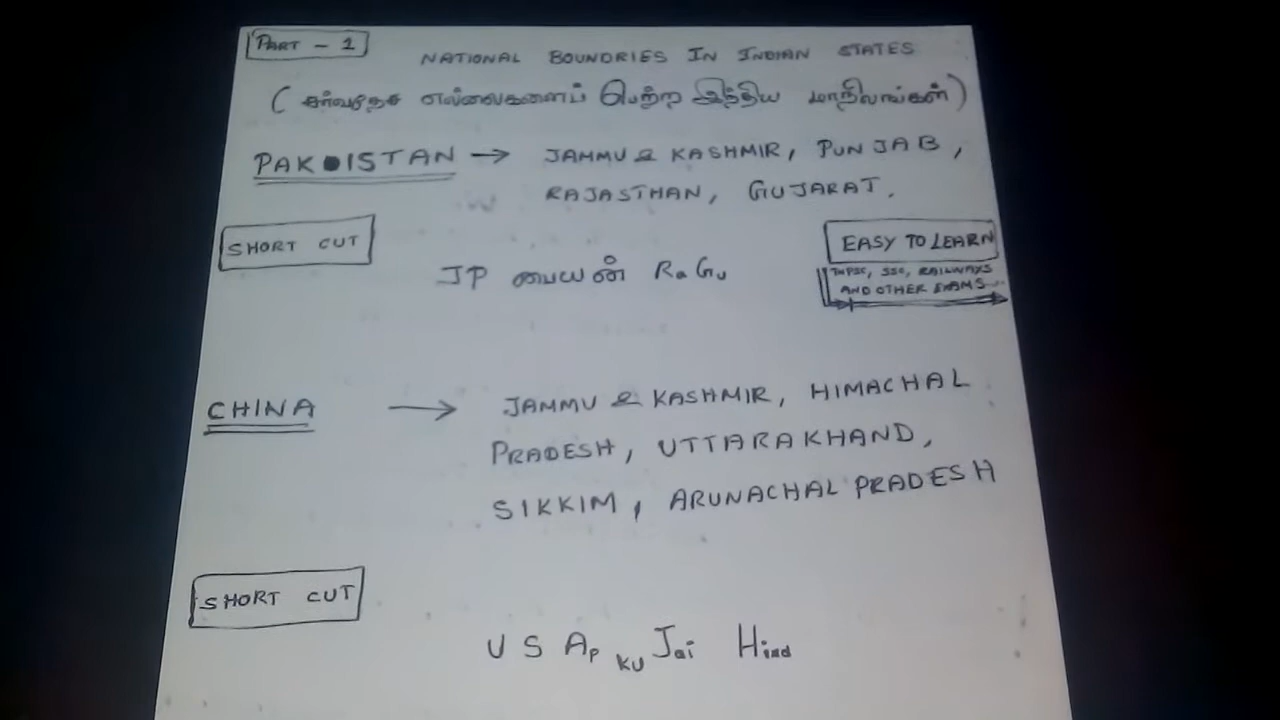 PART - 1
NATIONAL BOUNDRIES IN INDIAN STATES
(சர்வதேச எல்லைகளைப் பெற்ற இந்திய மாநிலங்கள்)
PAKISTAN → JAMMU & KASHMIR, PUNJAB,
RAJASTHAN, GUJARAT.
SHORT CUT
EASY TO LEARN
TNPSC, SSC, RAILWAYS
AND OTHER EXAMS...
JP பையன் RaGu
CHINA → JAMMU & KASHMIR, HIMACHAL
PRADESH, UTTARAKHAND,
SIKKIM, ARUNACHAL PRADESH
SHORT CUT
U S Ap KU Jai Hind